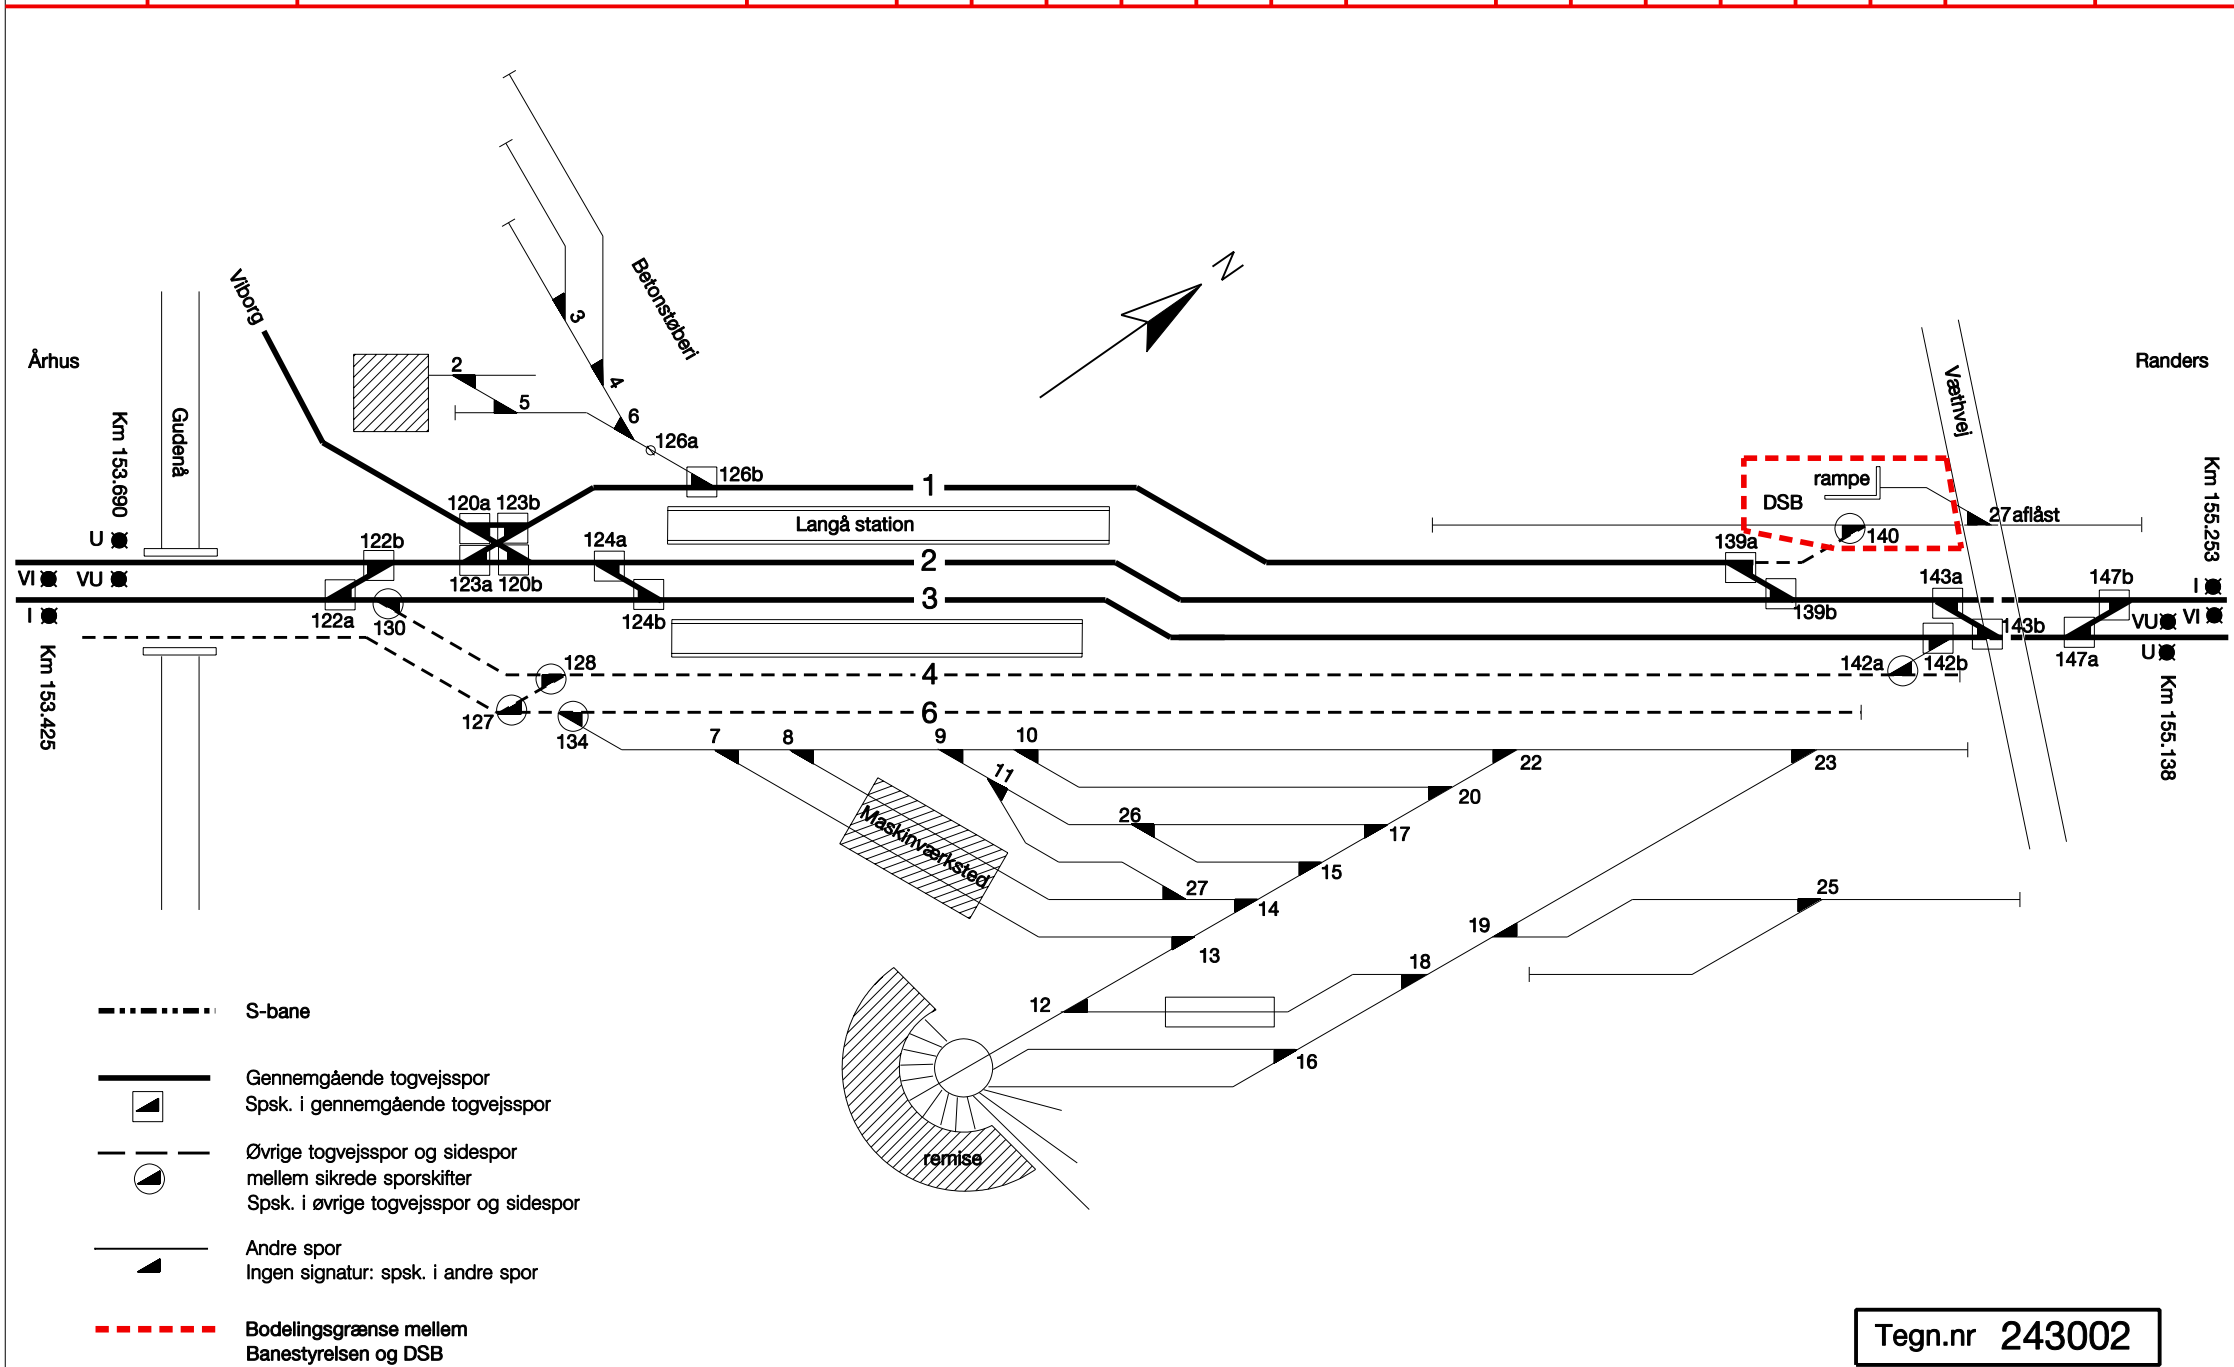 N
Betonstøberi
Viborg
Århus
Randers
Km 153.690
Gudenå
Væthvej
Km 155.253
2
5
3
4
6
126a
126b
1
rampe
DSB
27 aflåst
140
120a 123b
Langå station
U
122b
123a 120b
124a
2
139a
VI VU
I
122a
130
124b
3
139b
143a
147b
I
VU VI
U
143b
147a
Km 153.425
128
4
142a 142b
127
134
6
Km 155.138
7
8
9
10
11
22
23
20
Maskinværksted
26
17
15
27
14
25
19
13
18
12
16
remise
S-bane
Gennemgående togvejsspor
Spsk. i gennemgående togvejsspor
Øvrige togvejsspor og sidespor
mellem sikrede sporskifter
Spsk. i øvrige togvejsspor og sidespor
Andre spor
Ingen signatur: spsk. i andre spor
Bodelingsgrænse mellem
Banestyrelsen og DSB
Tegn.nr 243002